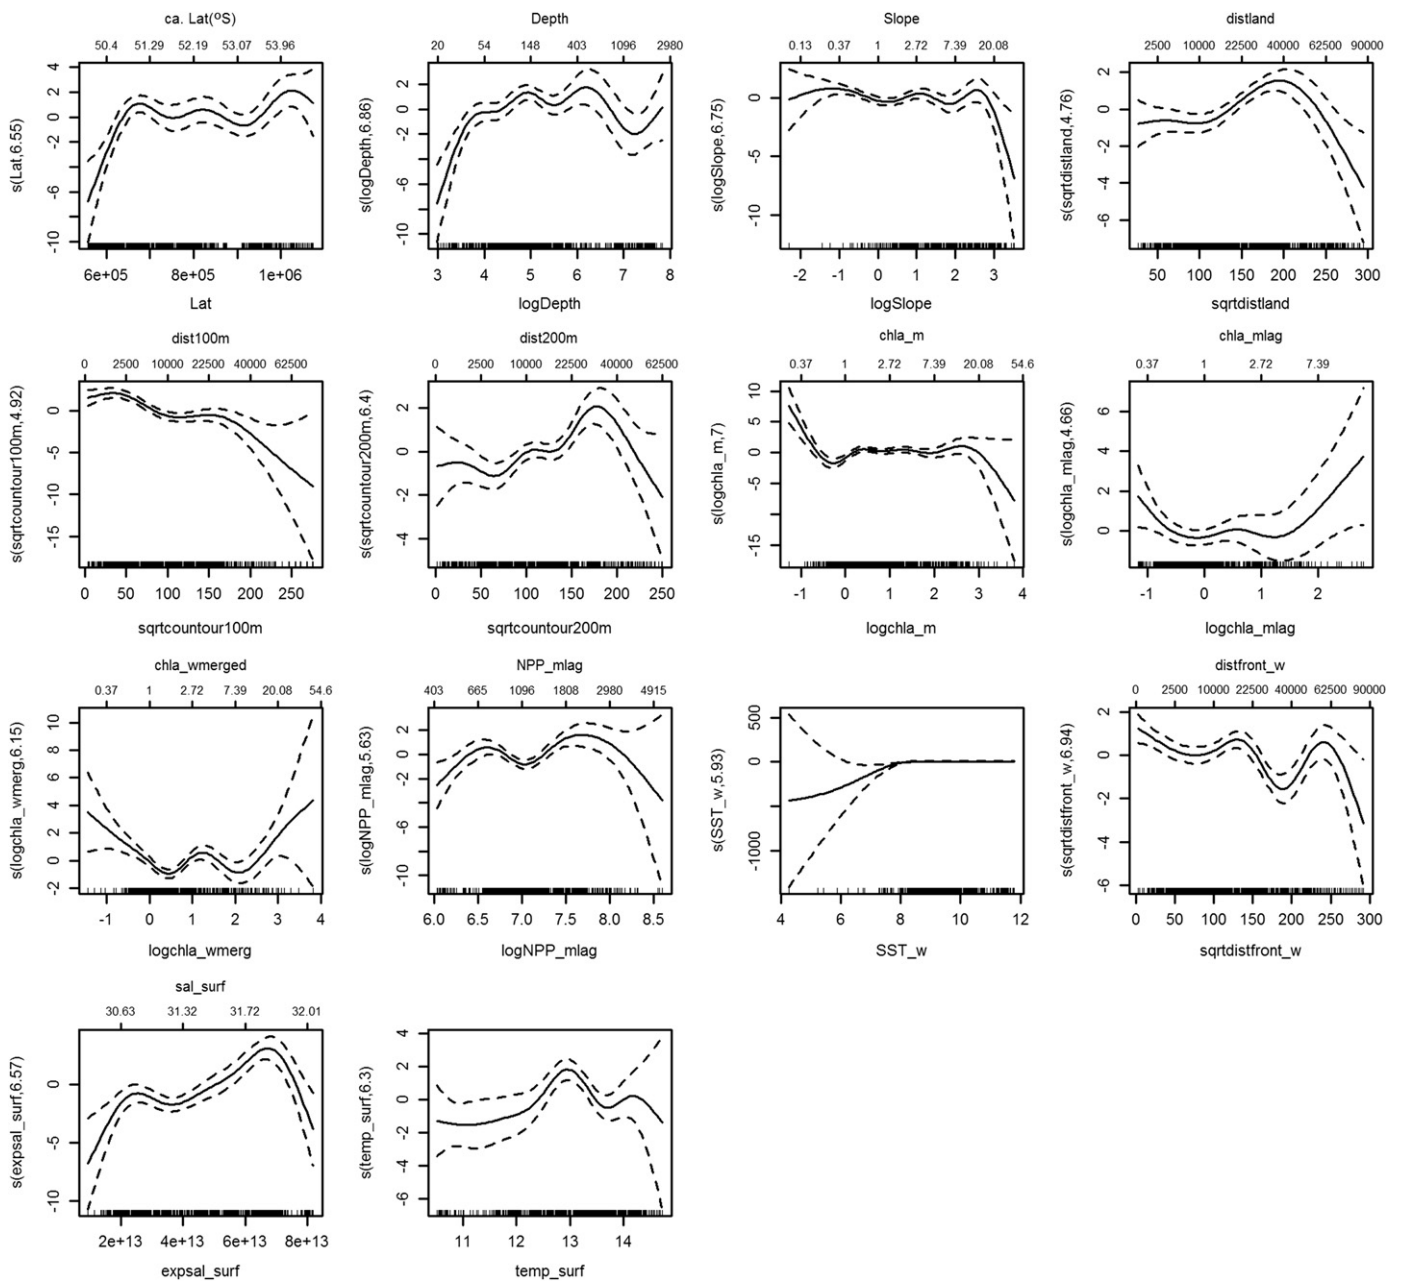 ca. Lat(ºS)
50.4 51.29 52.19 53.07 53.96
s(Lat,6.55)
4
2
0
-2
-6
-10
6e+05 8e+05 1e+06
Lat
Depth
20 54 148 403 1096 2980
s(logDepth,6.86)
2
0
-2
-6
-10
3 4 5 6 7 8
logDepth
Slope
0.13 0.37 1 2.72 7.39 20.08
s(logSlope,6.75)
0
-5
-10
-2 -1 0 1 2 3
logSlope
distland
2500 10000 22500 40000 62500 90000
s(sqrtdistland,4.76)
2
0
-2
-4
-6
50 100 150 200 250 300
sqrtdistland
dist100m
0 2500 10000 22500 40000 62500
s(sqrtcountour100m,4.92)
0
-5
-10
-15
0 50 100 150 200 250
sqrtcountour100m
dist200m
0 2500 10000 22500 40000 62500
s(sqrtcountour200m,6.4)
2
0
-2
-4
0 50 100 150 200 250
sqrtcountour200m
chla_m
0.37 1 2.72 7.39 20.08 54.6
s(logchla_m,7)
10
5
0
-5
-15
-1 0 1 2 3 4
logchla_m
chla_mlag
0.37 1 2.72 7.39
s(logchla_mlag,4.66)
6
4
2
0
-1 0 1 2
logchla_mlag
chla_wmerged
0.37 1 2.72 7.39 20.08 54.6
s(logchla_wmerg,6.15)
10
8
6
4
2
0
-2
-1 0 1 2 3 4
logchla_wmerg
NPP_mlag
403 665 1096 1808 2980 4915
s(logNPP_mlag,5.63)
2
0
-2
-6
-10
6.0 6.5 7.0 7.5 8.0 8.5
logNPP_mlag
s(SST_w,5.93)
500
0
-1000
4 6 8 10 12
SST_w
distfront_w
0 2500 10000 22500 40000 62500 90000
s(sqrtdistfront_w,6.94)
2
0
-2
-4
-6
0 50 100 150 200 250 300
sqrtdistfront_w
sal_surf
30.63 31.32 31.72 32.01
s(expsal_surf,6.57)
0
-5
-10
2e+13 4e+13 6e+13 8e+13
expsal_surf
s(temp_surf,6.3)
4
2
0
-2
-4
-6
11 12 13 14
temp_surf